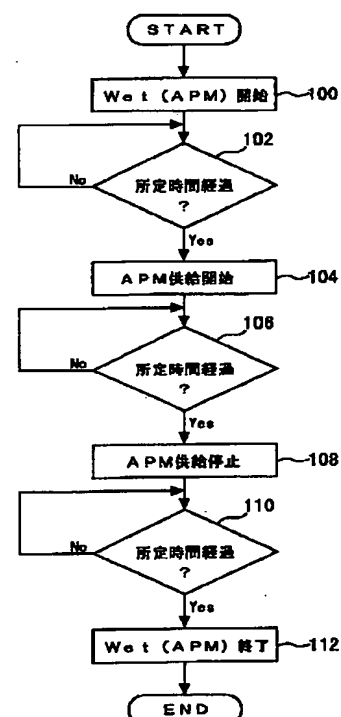 START
Wet (APM) 開始
100
102
所定時間経過
?
No
Yes
APM供給開始
104
106
所定時間経過
?
No
Yes
APM供給停止
108
110
所定時間経過
?
No
Yes
Wet (APM) 終了
112
END